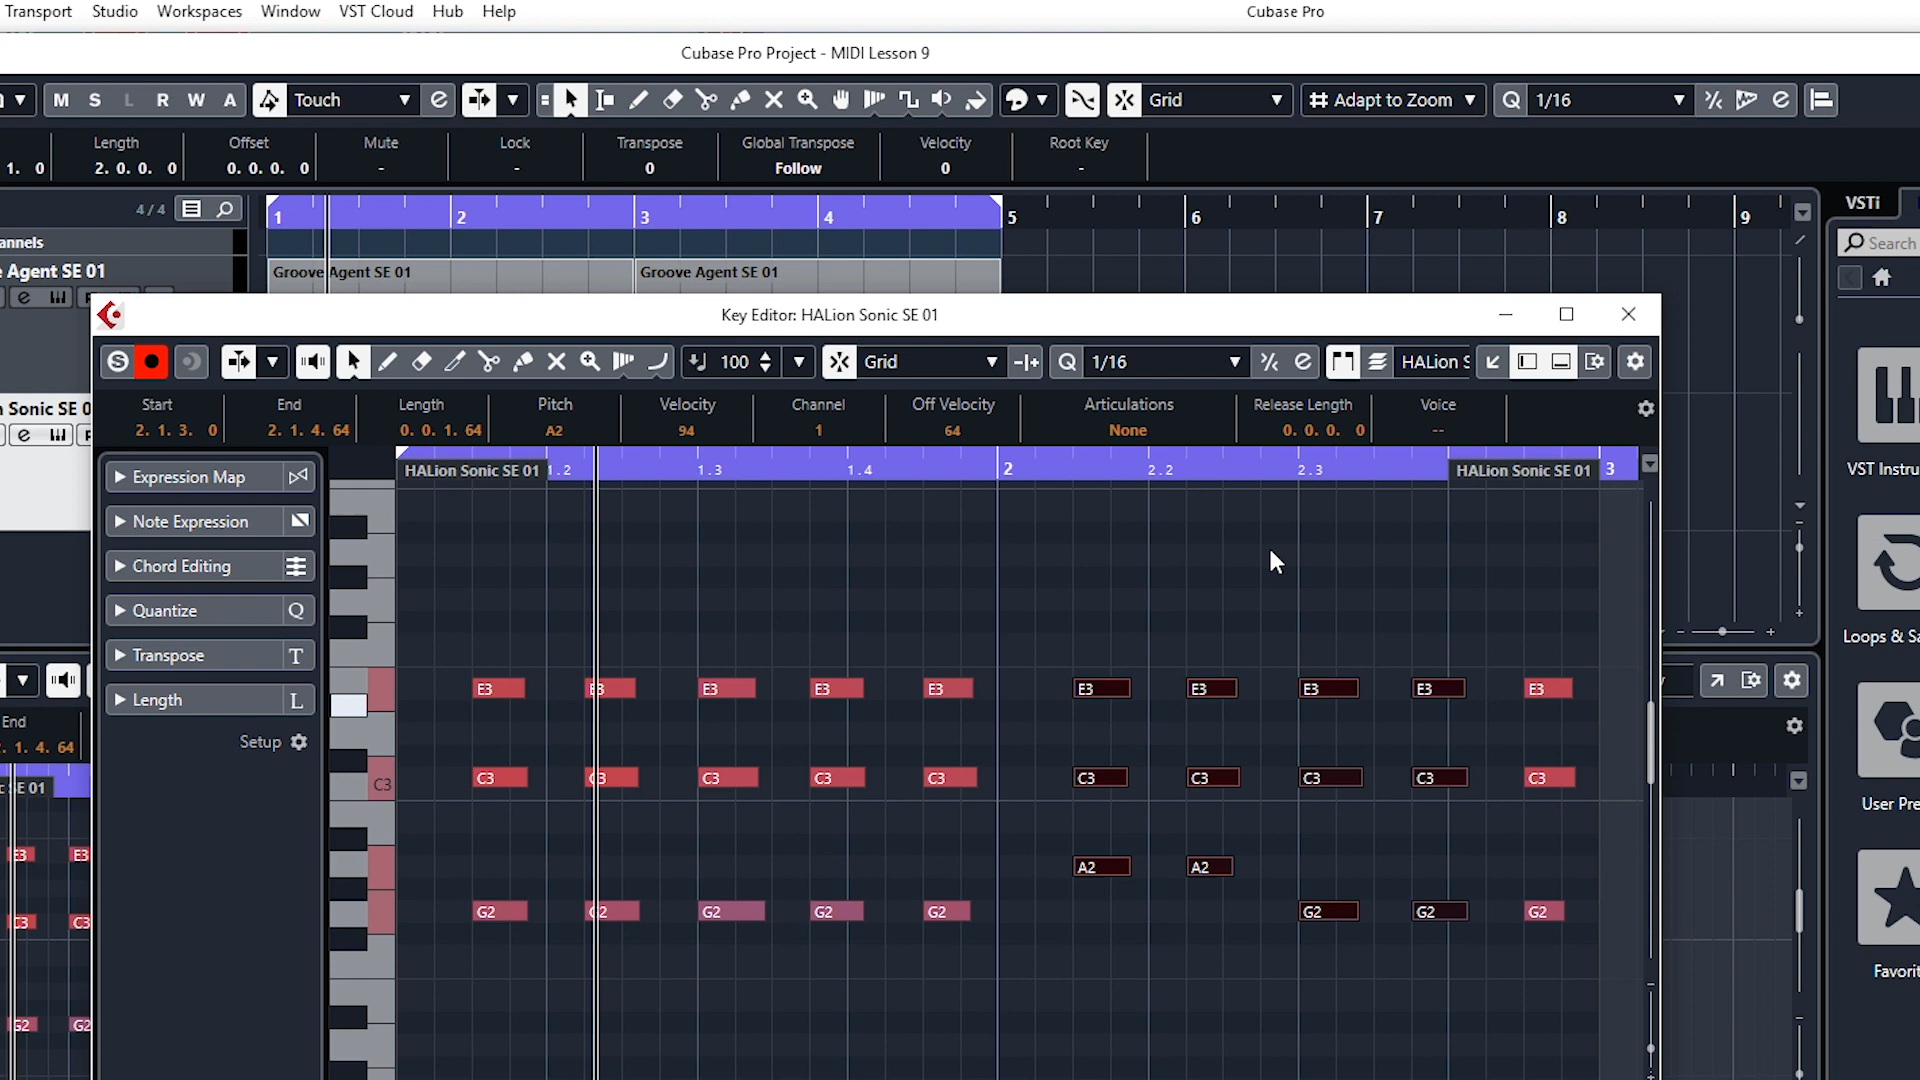 Transport Studio Workspaces Window VST Cloud Hub Help Cubase Pro
Cubase Pro Project - MIDI Lesson 9
M S L R W A Touch e Grid Adapt to Zoom Q 1/16 e
Length Offset Mute Lock Transpose Global Transpose Velocity Root Key
1. 0 2. 0. 0. 0 0. 0. 0. 0 - - 0 Follow 0 -
4/4 1 2 3 4 5 6 7 8 9 VSTi
annels Search
e Agent SE 01 Groove Agent SE 01 Groove Agent SE 01
e
Key Editor: HALion Sonic SE 01
S 100 Grid Q 1/16 e HALion S
Start End Length Pitch Velocity Channel Off Velocity Articulations Release Length Voice
2. 1. 3. 0 2. 1. 4. 64 0. 0. 1. 64 A2 94 1 64 None 0. 0. 0. 0 --
n Sonic SE 0
e
HALion Sonic SE 01 1.2 1.3 1.4 2 2.2 2.3 HALion Sonic SE 01 3
VST Instru
Expression Map
Note Expression
Chord Editing
Quantize Q
Transpose T
Length L
Setup
Loops & Sa
E3 E3 E3 E3 E3 E3 E3 E3 E3 E3
C3
C3 C3 C3 C3 C3 C3 C3 C3 C3 C3
A2 A2
G2 G2 G2 G2 G2 G2 G2 G2
End
. 1. 4. 64
SE 01
E3 E3
C3 C3
G2 G2
User Pre
Favorit